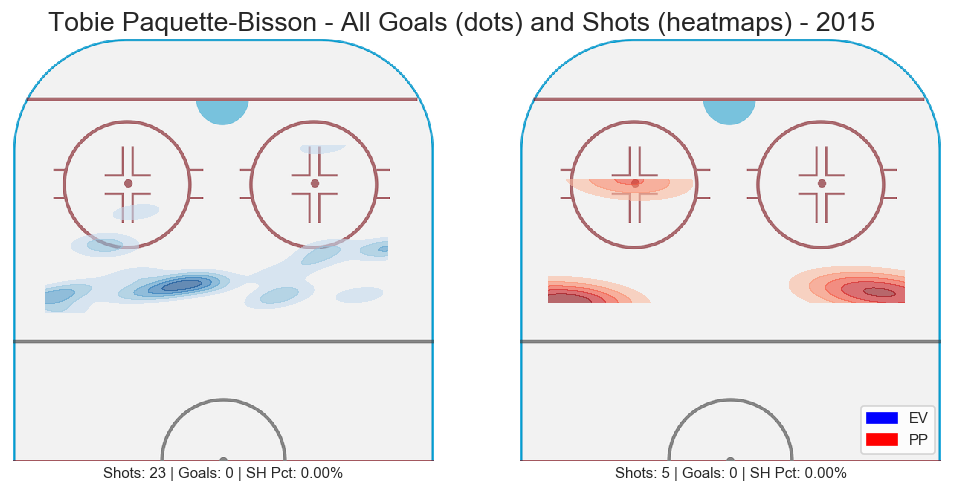 Tobie Paquette-Bisson - All Goals (dots) and Shots (heatmaps) - 2015
EV
PP
Shots: 23 | Goals: 0 | SH Pct: 0.00%
Shots: 5 | Goals: 0 | SH Pct: 0.00%